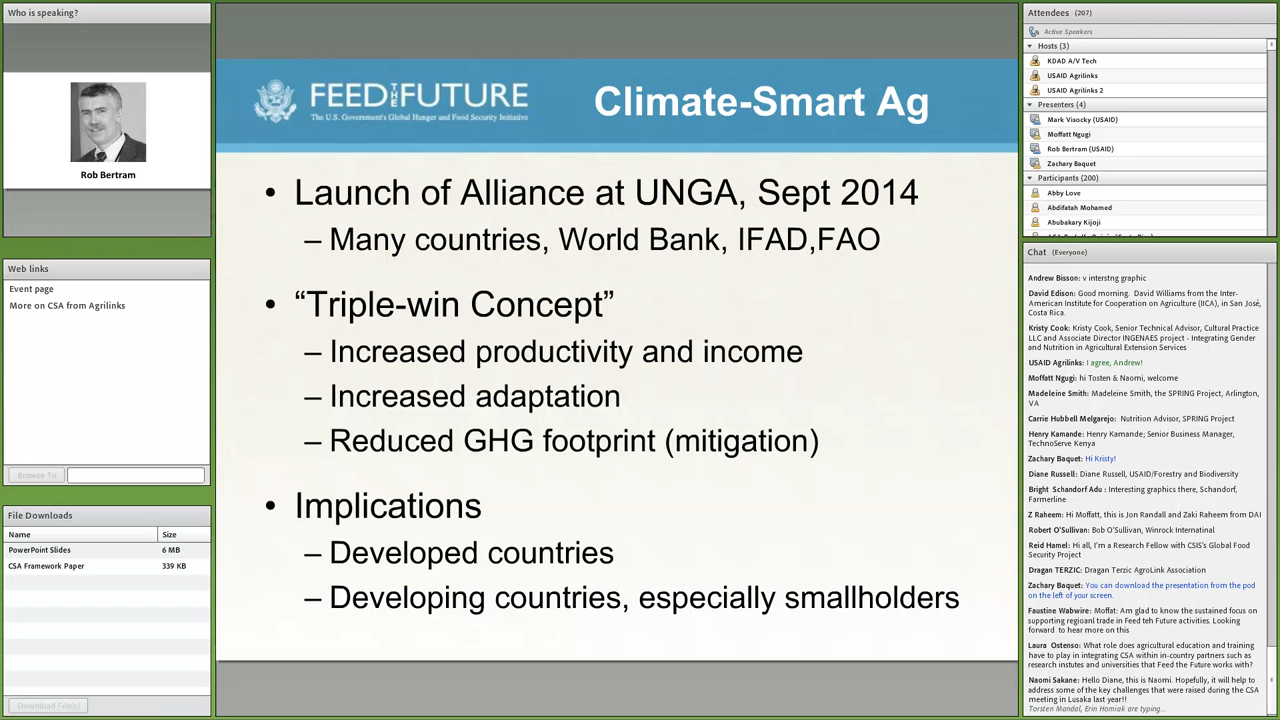 Who is speaking?
Rob Bertram
Web links
Event page
More on CSA from Agrilinks
Browse To
File Downloads
Name Size
PowerPoint Slides 6 MB
CSA Framework Paper 339 KB
Download File(s)
FEED THE FUTURE
The U.S. Government's Global Hunger and Food Security Initiative
Climate-Smart Ag
• Launch of Alliance at UNGA, Sept 2014
– Many countries, World Bank, IFAD,FAO
• “Triple-win Concept”
– Increased productivity and income
– Increased adaptation
– Reduced GHG footprint (mitigation)
• Implications
– Developed countries
– Developing countries, especially smallholders
Attendees (207)
Active Speakers
Hosts (3)
KDAD A/V Tech
USAID Agrilinks
USAID Agrilinks 2
Presenters (4)
Mark Visocky (USAID)
Moffatt Ngugi
Rob Bertram (USAID)
Zachary Baquet
Participants (200)
Abby Love
Abdifatah Mohamed
Abubakary Kijoji
Chat (Everyone)
Andrew Bisson: v interstng graphic
David Edison: Good morning. David Williams from the Inter-
American Institute for Cooperation on Agriculture (IICA), in San José,
Costa Rica.
Kristy Cook: Kristy Cook, Senior Technical Advisor, Cultural Practice
LLC and Associate Director INGENAES project - Integrating Gender
and Nutrition in Agricultural Extension Services
USAID Agrilinks: I agree, Andrew!
Moffatt Ngugi: hi Tosten & Naomi, welcome
Madeleine Smith: Madeleine Smith, the SPRING Project, Arlington,
VA
Carrie Hubbell Melgarejo: Nutrition Advisor, SPRING Project
Henry Kamande: Henry Kamande; Senior Business Manager,
TechnoServe Kenya
Zachary Baquet: Hi Kristy!
Diane Russell: Diane Russell, USAID/Forestry and Biodiversity
Bright Schandorf Adu : Interesting graphics there, Schandorf,
Farmerline
Z Raheem: Hi Moffatt, this is Jon Randall and Zaki Raheem from DAI
Robert O'Sullivan: Bob O'Sullivan, Winrock Internatinal
Reid Hamel: Hi all, I'm a Research Fellow with CSIS's Global Food
Security Project
Dragan TERZIC: Dragan Terzic AgroLink Association
Zachary Baquet: You can download the presentation from the pod
on the left of your screen.
Faustine Wabwire: Moffat: Am glad to know the sustained focus on
supporting regioanl trade in Feed teh Future activities. Looking
forward to hear more on this
Laura Ostenso: What role does agricultural education and training
have to play in integrating CSA within in-country partners such as
research instutes and universities that Feed the Future works with?
Naomi Sakane: Hello Diane, this is Naomi. Hopefully, it will help to
address some of the key challenges that were raised during the CSA
meeting in Lusaka last year!!
Torsten Mandal, Erin Homiak are typing...